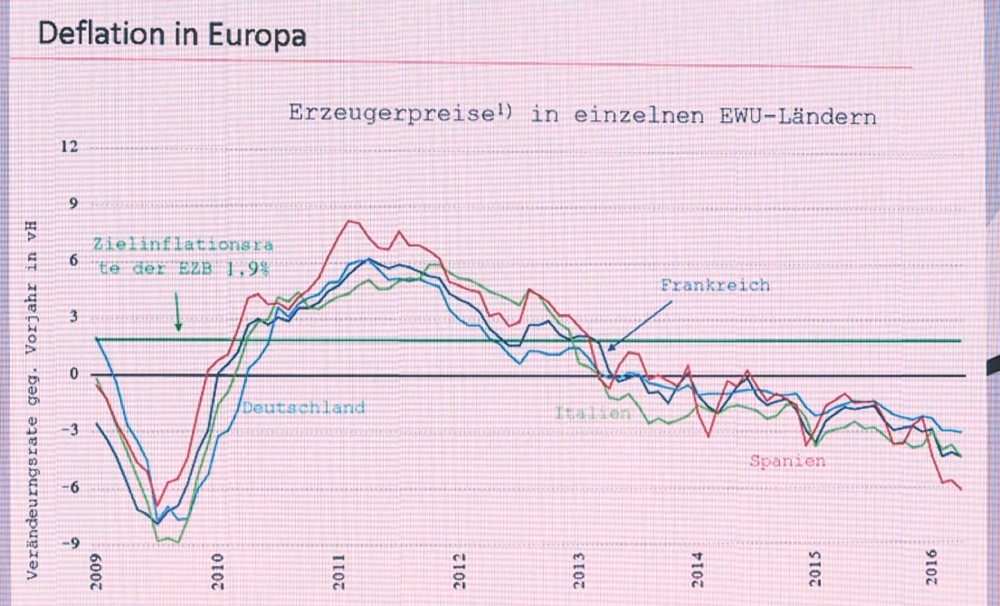 Deflation in Europa
Erzeugerpreise¹) in einzelnen EWU-Ländern
Verändeurngsrate geg. Vorjahr in vH
12
9
6
3
0
-3
-6
-9
Zielinflationsra
te der EZB 1.9%
Frankreich
Deutschland
Italien
Spanien
2009
2010
2011
2012
2013
2014
2015
2016